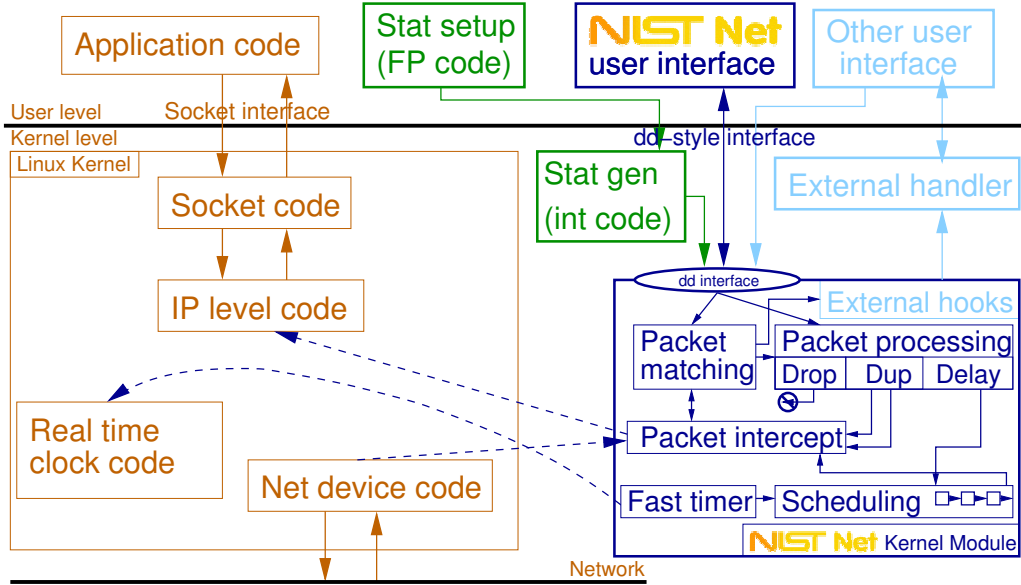 Application code
Stat setup
(FP code)
NIST Net
user interface
Other user
interface
User level
Socket interface
Kernel level
dd-style interface
Linux Kernel
Stat gen
(int code)
External handler
Socket code
dd interface
IP level code
External hooks
Packet
matching
Packet processing
Drop
Dup
Delay
Real time
clock code
Packet intercept
Net device code
Fast timer
Scheduling
NIST Net Kernel Module
Network